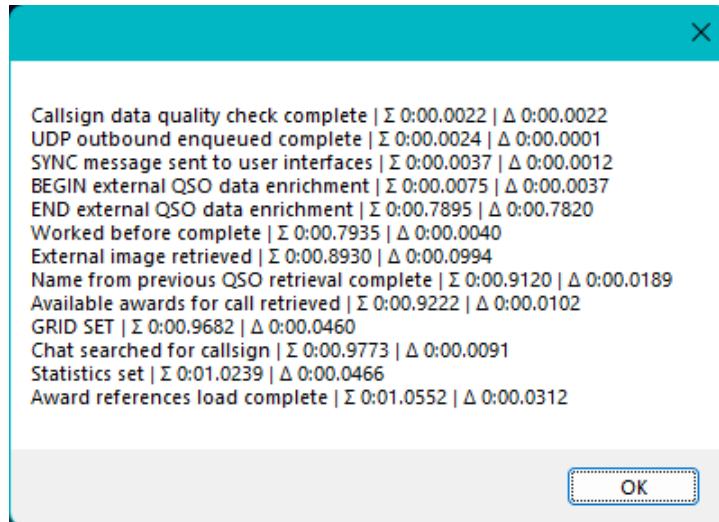 Callsign data quality check complete | Σ 0:00.0022 | Δ 0:00.0022
UDP outbound enqueued complete | Σ 0:00.0024 | Δ 0:00.0001
SYNC message sent to user interfaces | Σ 0:00.0037 | Δ 0:00.0012
BEGIN external QSO data enrichment | Σ 0:00.0075 | Δ 0:00.0037
END external QSO data enrichment | Σ 0:00.7895 | Δ 0:00.7820
Worked before complete | Σ 0:00.7935 | Δ 0:00.0040
External image retrieved | Σ 0:00.8930 | Δ 0:00.0994
Name from previous QSO retrieval complete | Σ 0:00.9120 | Δ 0:00.0189
Available awards for call retrieved | Σ 0:00.9222 | Δ 0:00.0102
GRID SET | Σ 0:00.9682 | Δ 0:00.0460
Chat searched for callsign | Σ 0:00.9773 | Δ 0:00.0091
Statistics set | Σ 0:01.0239 | Δ 0:00.0466
Award references load complete | Σ 0:01.0552 | Δ 0:00.0312
OK